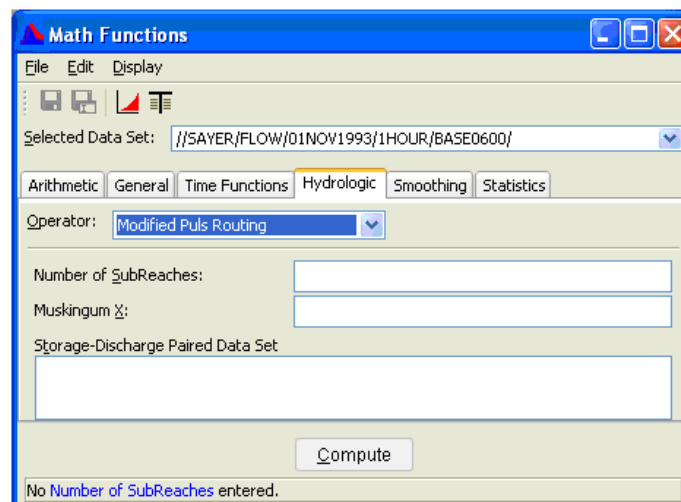 Math Functions
File Edit Display
Selected Data Set: //SAYER/FLOW/01NOV1993/1HOUR/BASE0600/
Arithmetic General Time Functions Hydrologic Smoothing Statistics
Operator: Modified Puls Routing
Number of SubReaches:
Muskingum X:
Storage-Discharge Paired Data Set
Compute
No Number of SubReaches entered.